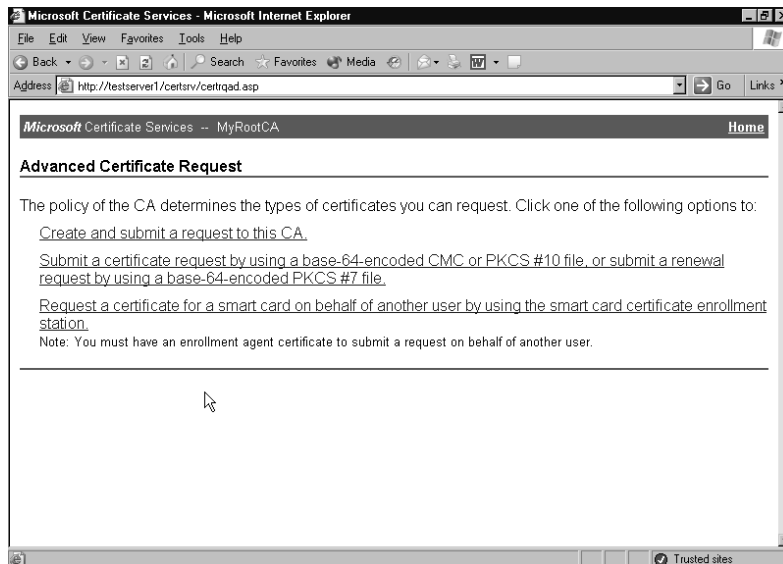 Microsoft Certificate Services - Microsoft Internet Explorer
File Edit View Favorites Tools Help
Back Search Favorites Media
Address http://testserver1/certsrv/certrqad.asp Go Links
Microsoft Certificate Services -- MyRootCA Home
Advanced Certificate Request
The policy of the CA determines the types of certificates you can request. Click one of the following options to:
Create and submit a request to this CA.
Submit a certificate request by using a base-64-encoded CMC or PKCS #10 file, or submit a renewal
request by using a base-64-encoded PKCS #7 file.
Request a certificate for a smart card on behalf of another user by using the smart card certificate enrollment
station.
Note: You must have an enrollment agent certificate to submit a request on behalf of another user.
Trusted sites